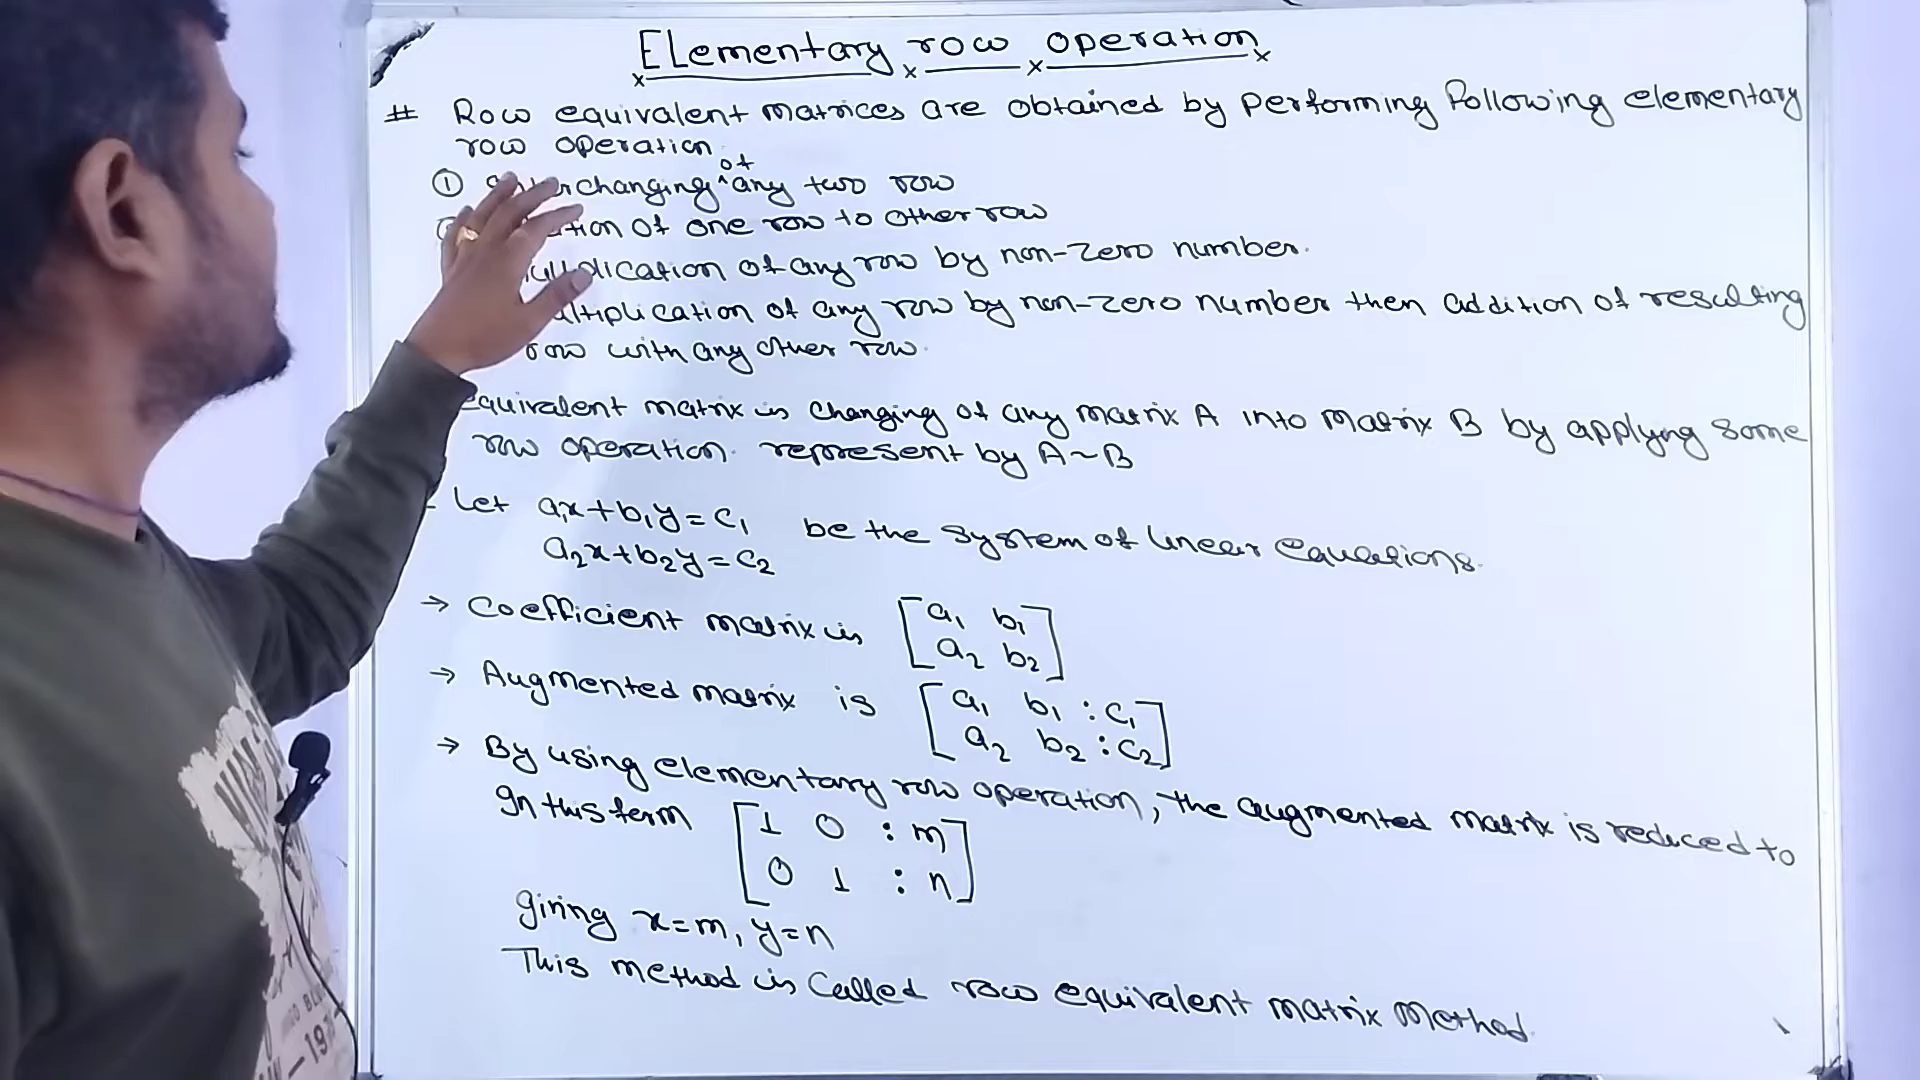 Elementary row operation
# Row equivalent matrices are obtained by performing following elementary
row operation.
① changing of any two row
of one row to other row
of any row by non-zero number.
of any row by non-zero number then addition of resulting
row with any other row.
equivalent matrix is changing of any matrix A into matrix B by applying some
row operation. represent by A~B
- Let a₁x+b₁y=c₁ be the system of linear equations.
a₂x+b₂y=c₂
→ Coefficient matrix is [a₁ b₁
a₂ b₂]
→ Augmented matrix is [a₁ b₁ : c₁
a₂ b₂ : c₂]
→ By using elementary row operation, the augmented matrix is reduced to
In this form [1 0 : m
0 1 : n]
giving x=m, y=n
This method is called row equivalent matrix method.